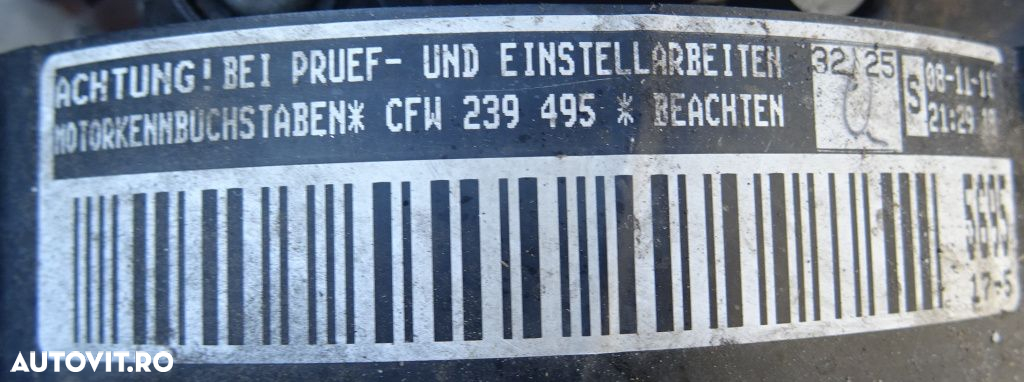 ACHTUNG! BEI PRUEF- UND EINSTELLARBEITEN
MOTORKENNBUCHSTABEN* CFW 239 495 * BEACHTEN
32 25
S
08-11-11
21:29
5695
17-5
AUTOVIT.RO